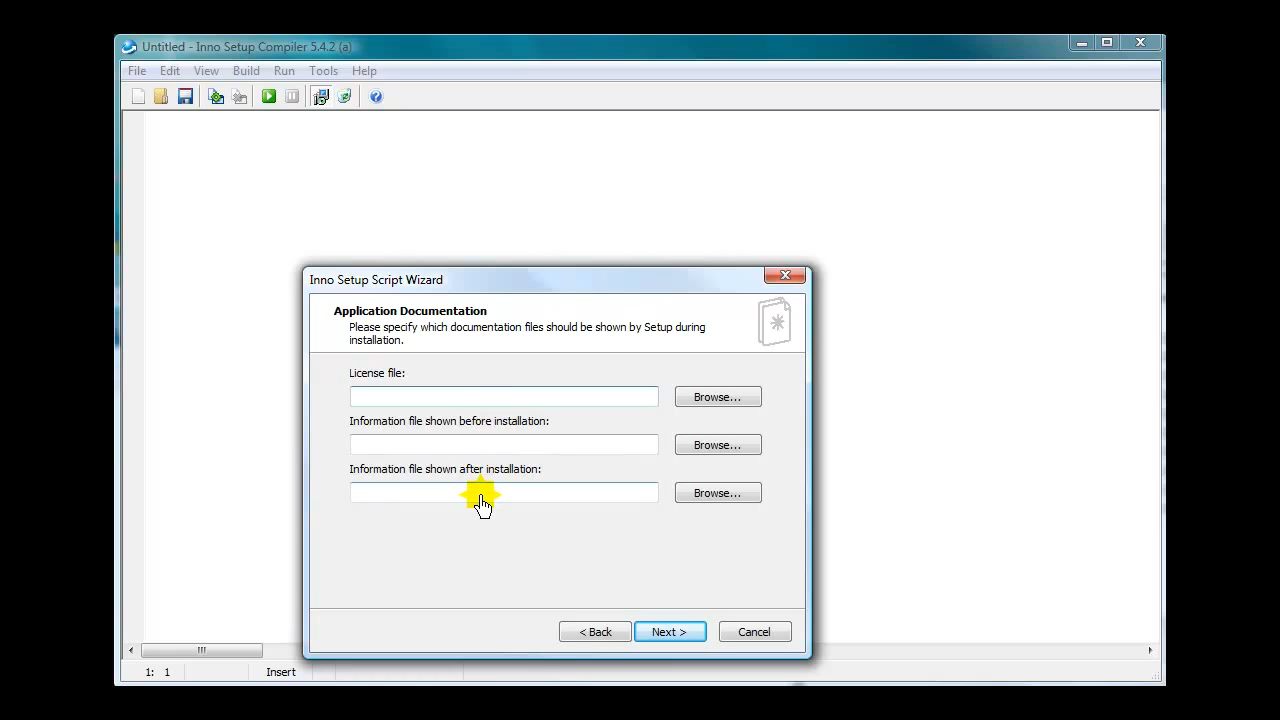 Untitled - Inno Setup Compiler 5.4.2 (a)
File Edit View Build Run Tools Help
Inno Setup Script Wizard
Application Documentation
Please specify which documentation files should be shown by Setup during
installation.
License file:
Browse...
Information file shown before installation:
Browse...
Information file shown after installation:
Browse...
< Back Next > Cancel
1: 1 Insert